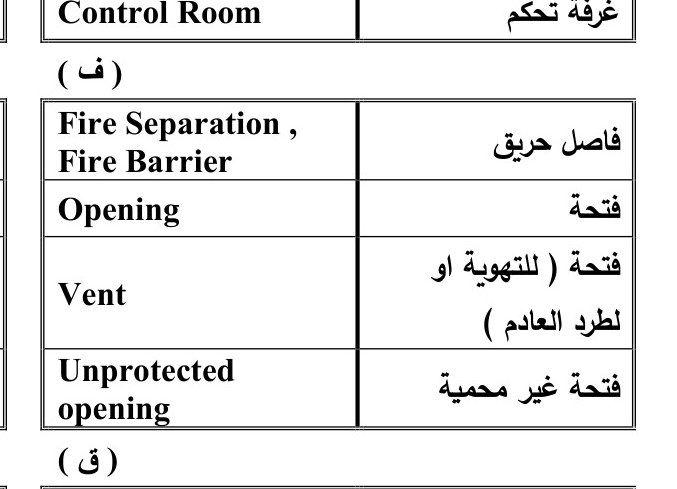 Control Room
غرفة تحكم
( ف )
Fire Separation ,
Fire Barrier
فاصل حريق
Opening
فتحة
Vent
فتحة ( للتهوية او
لطرد العادم )
Unprotected
opening
فتحة غير محمية
( ق )